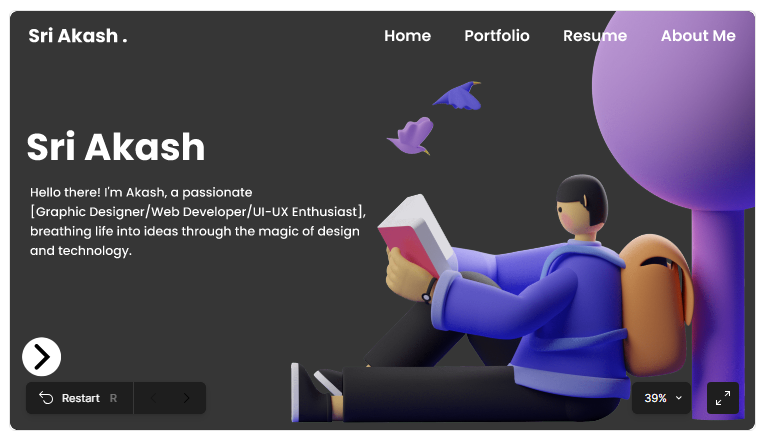 Sri Akash .
Home Portfolio Resume About Me
Sri Akash
Hello there! I'm Akash, a passionate
[Graphic Designer/Web Developer/UI-UX Enthusiast],
breathing life into ideas through the magic of design
and technology.
Restart R
39%